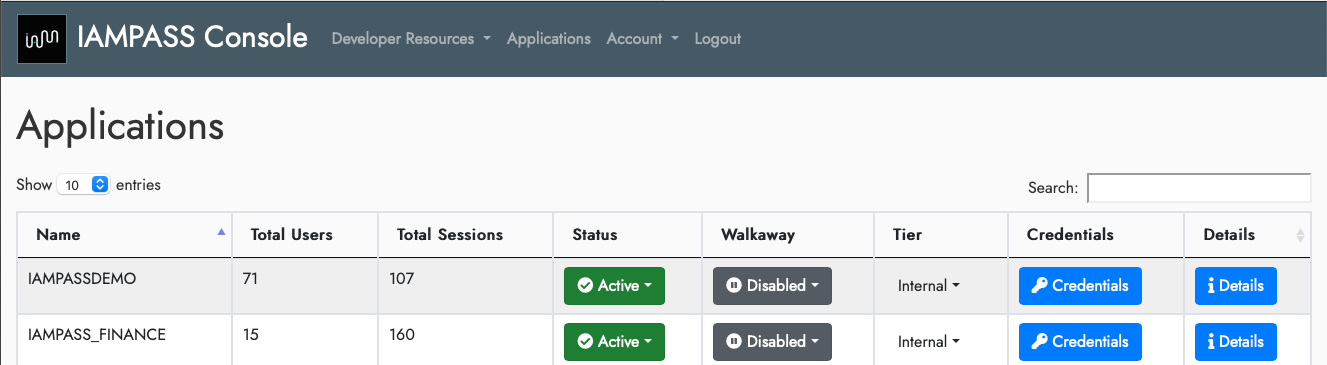 IAMPASS Console Developer Resources Applications Account Logout
Applications
Show 10 entries Search:
Name Total Users Total Sessions Status Walkaway Tier Credentials Details
IAMPASSDEMO 71 107 Active Disabled Internal Credentials Details
IAMPASS_FINANCE 15 160 Active Disabled Internal Credentials Details